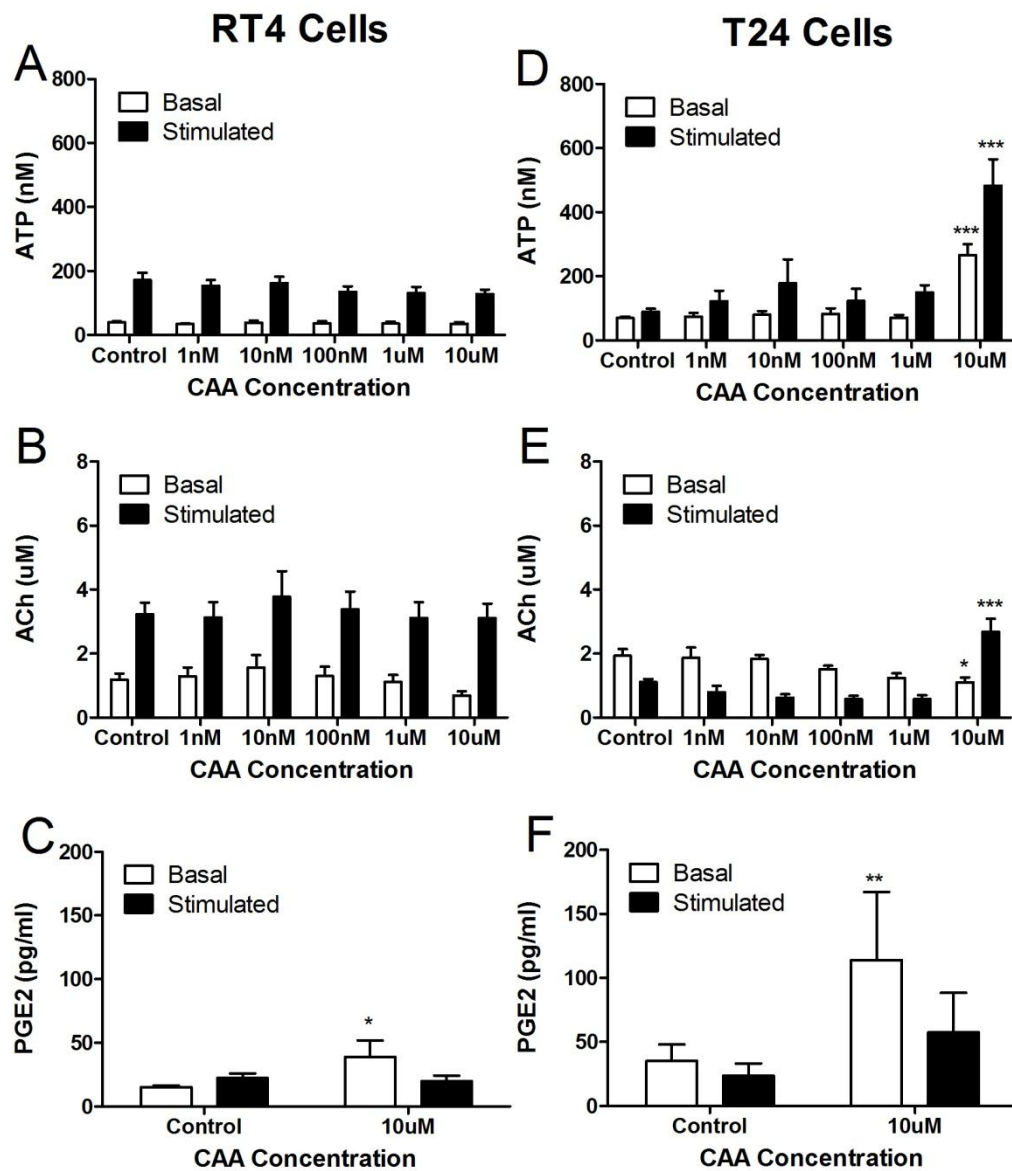 RT4 Cells
T24 Cells
A
800
600
400
200
0
ATP (nM)
Basal
Stimulated
Control 1nM 10nM 100nM 1uM 10uM
CAA Concentration
D
800
600
400
200
0
ATP (nM)
Basal
Stimulated
***
***
Control 1nM 10nM 100nM 1uM 10uM
CAA Concentration
B
8
6
4
2
0
ACh (uM)
Basal
Stimulated
Control 1nM 10nM 100nM 1uM 10uM
CAA Concentration
E
8
6
4
2
0
ACh (uM)
Basal
Stimulated
*
***
Control 1nM 10nM 100nM 1uM 10uM
CAA Concentration
C
200
150
100
50
0
PGE2 (pg/ml)
Basal
Stimulated
*
Control 10uM
CAA Concentration
F
200
150
100
50
0
PGE2 (pg/ml)
Basal
Stimulated
**
Control 10uM
CAA Concentration